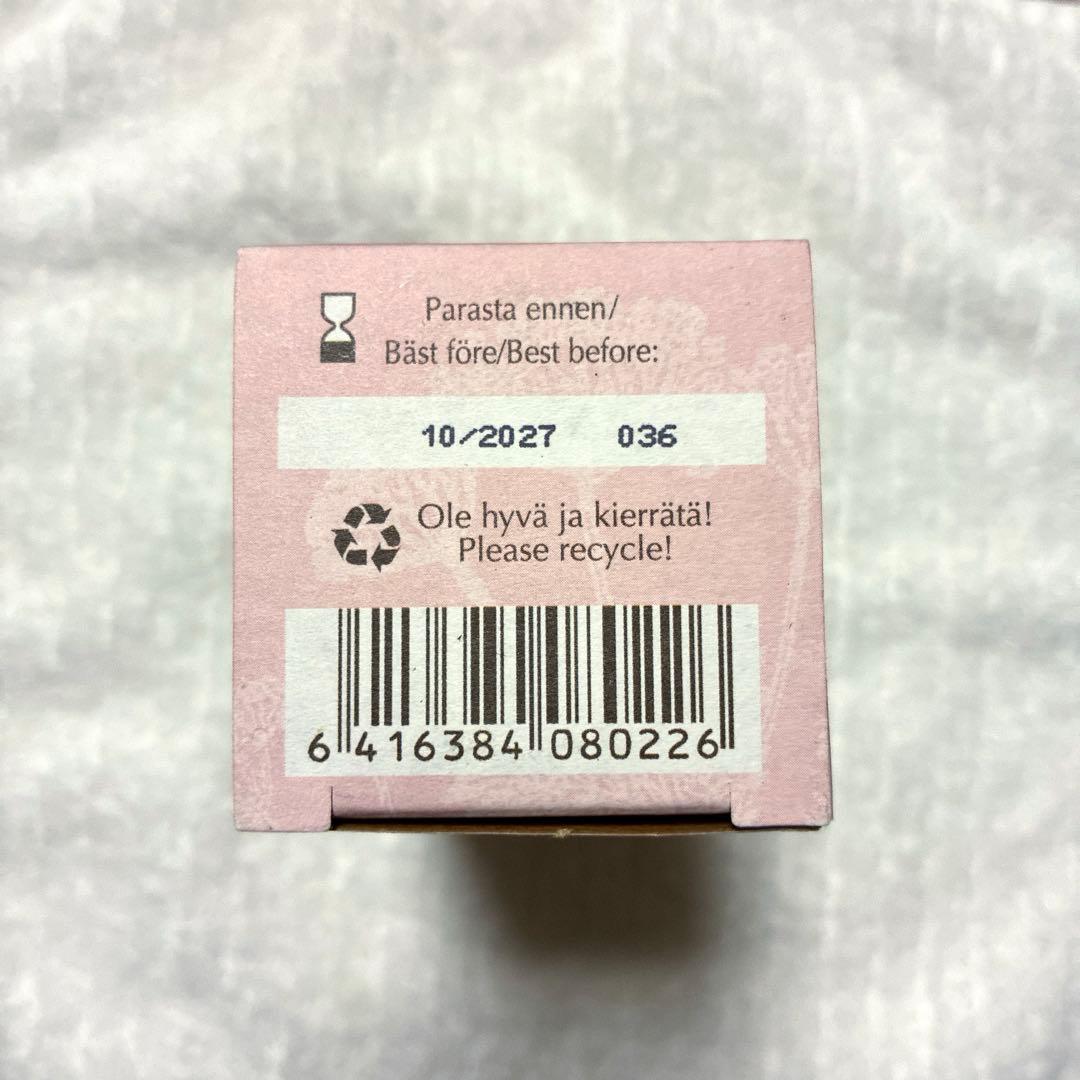 Parasta ennen/
Bäst före/Best before:
10/2027 036
Ole hyvä ja kierrätä!
Please recycle!
6 416384 080226